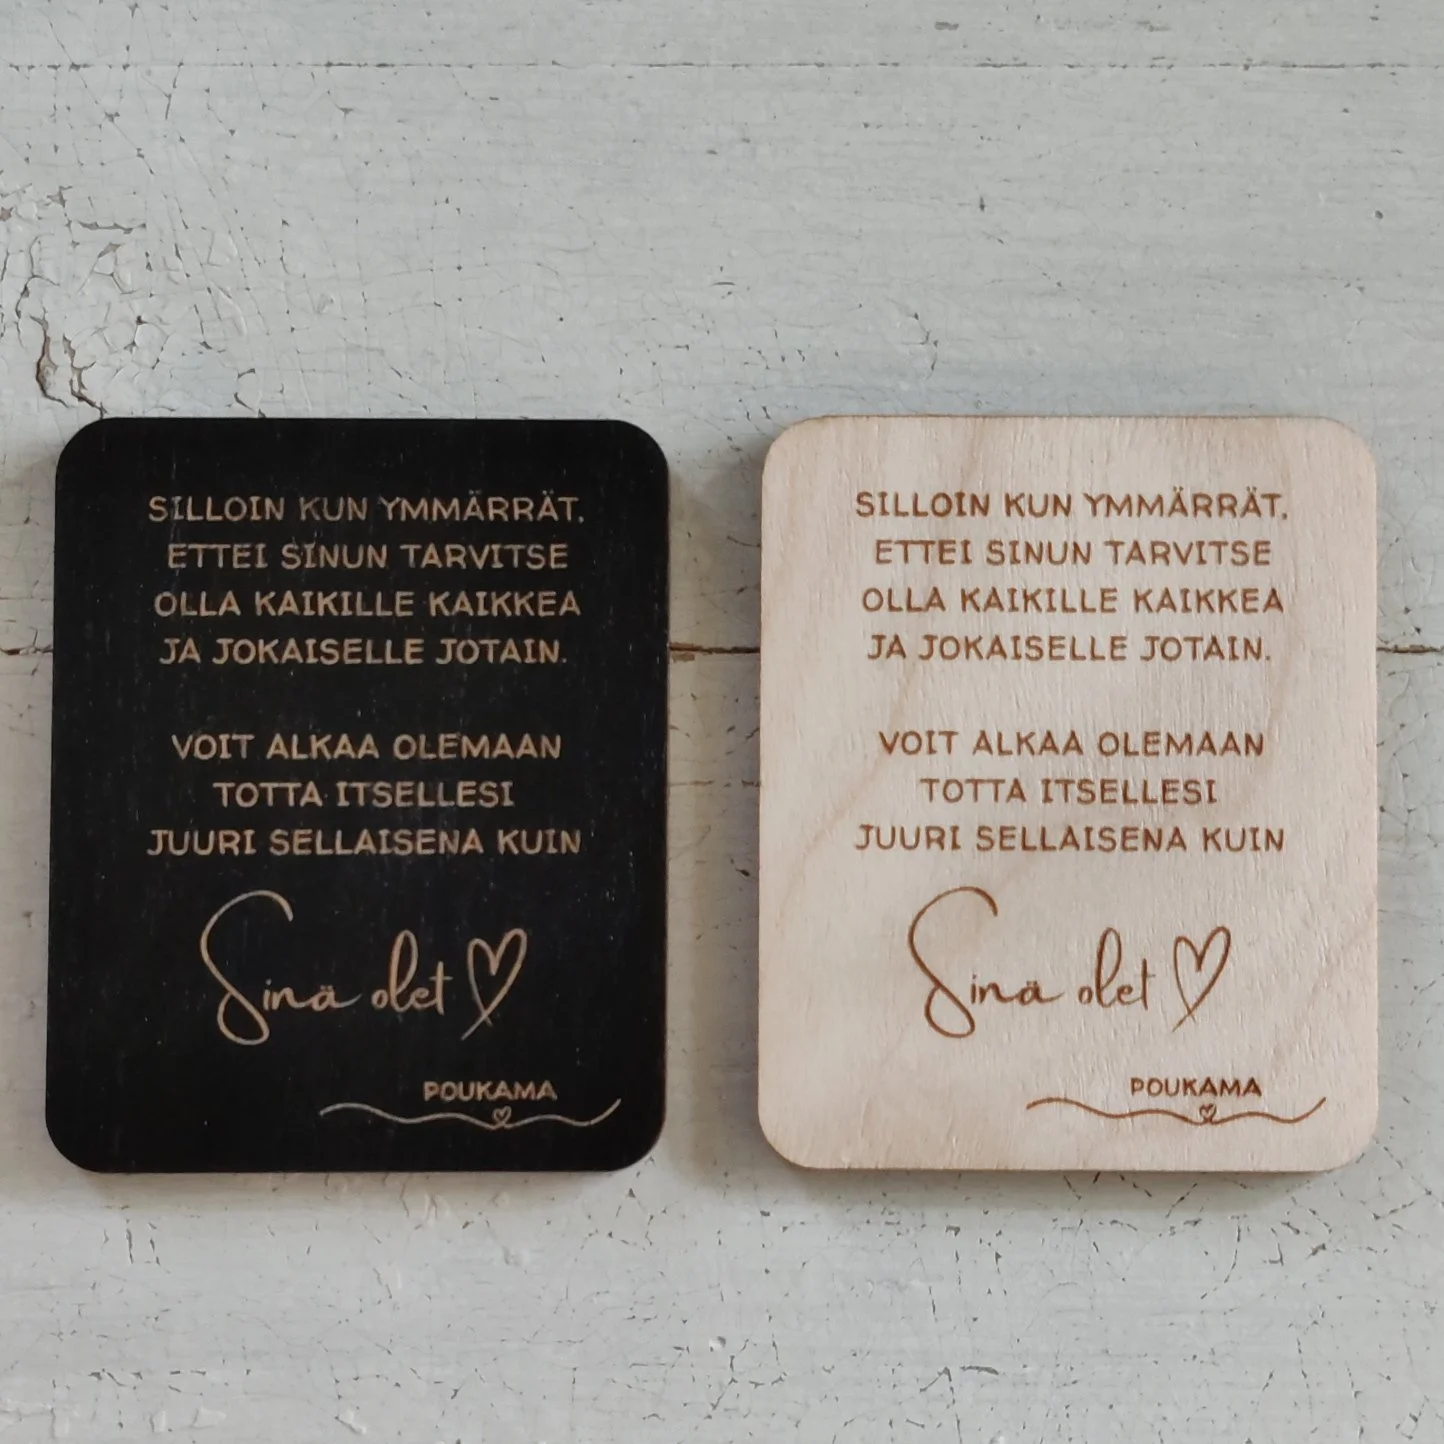 SILLOIN KUN YMMÄRRÄT,
ETTEI SINUN TARVITSE
OLLA KAIKILLE KAIKKEA
JA JOKAISELLE JOTAIN.
VOIT ALKAA OLEMAAN
TOTTA ITSELLESI
JUURI SELLAISENA KUIN
Sinä olet
POUKAMA
SILLOIN KUN YMMÄRRÄT,
ETTEI SINUN TARVITSE
OLLA KAIKILLE KAIKKEA
JA JOKAISELLE JOTAIN.
VOIT ALKAA OLEMAAN
TOTTA ITSELLESI
JUURI SELLAISENA KUIN
Sinä olet
POUKAMA